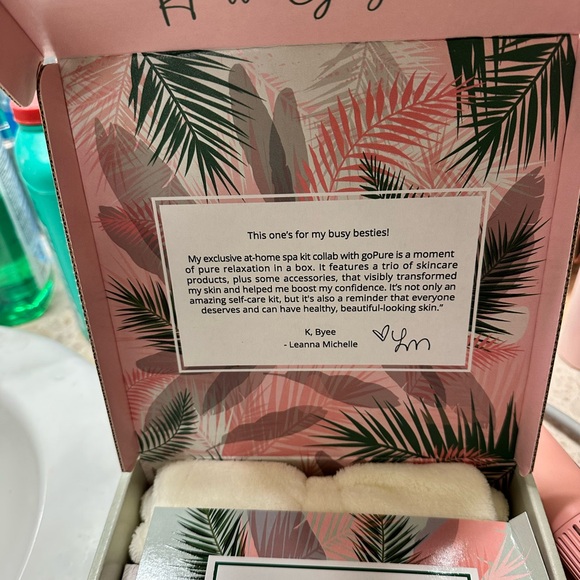 This one's for my busy besties!
My exclusive at-home spa kit collab with goPure is a moment
of pure relaxation in a box. It features a trio of skincare
products, plus some accessories, that visibly transformed
my skin and helped me boost my confidence. It's not only an
amazing self-care kit, but it's also a reminder that everyone
deserves and can have healthy, beautiful-looking skin."
K, Byee
- Leanna Michelle